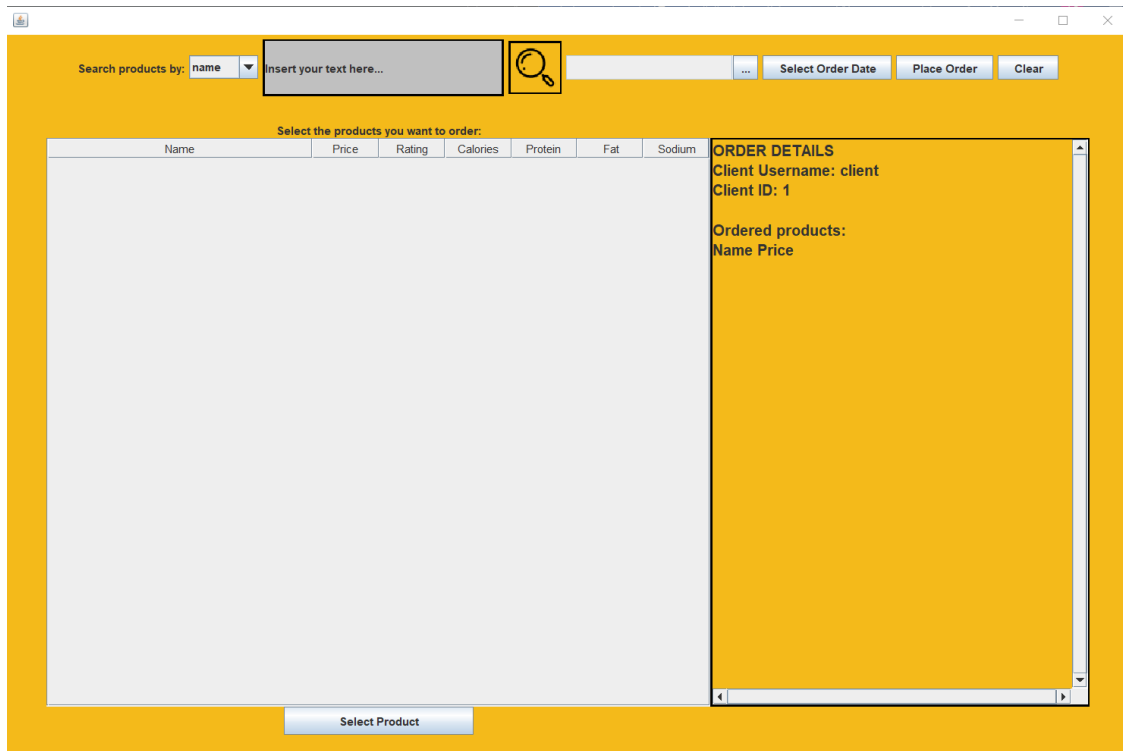 Search products by: name Insert your text here... ... Select Order Date Place Order Clear
Select the products you want to order:
Name Price Rating Calories Protein Fat Sodium
ORDER DETAILS
Client Username: client
Client ID: 1
Ordered products:
Name Price
Select Product